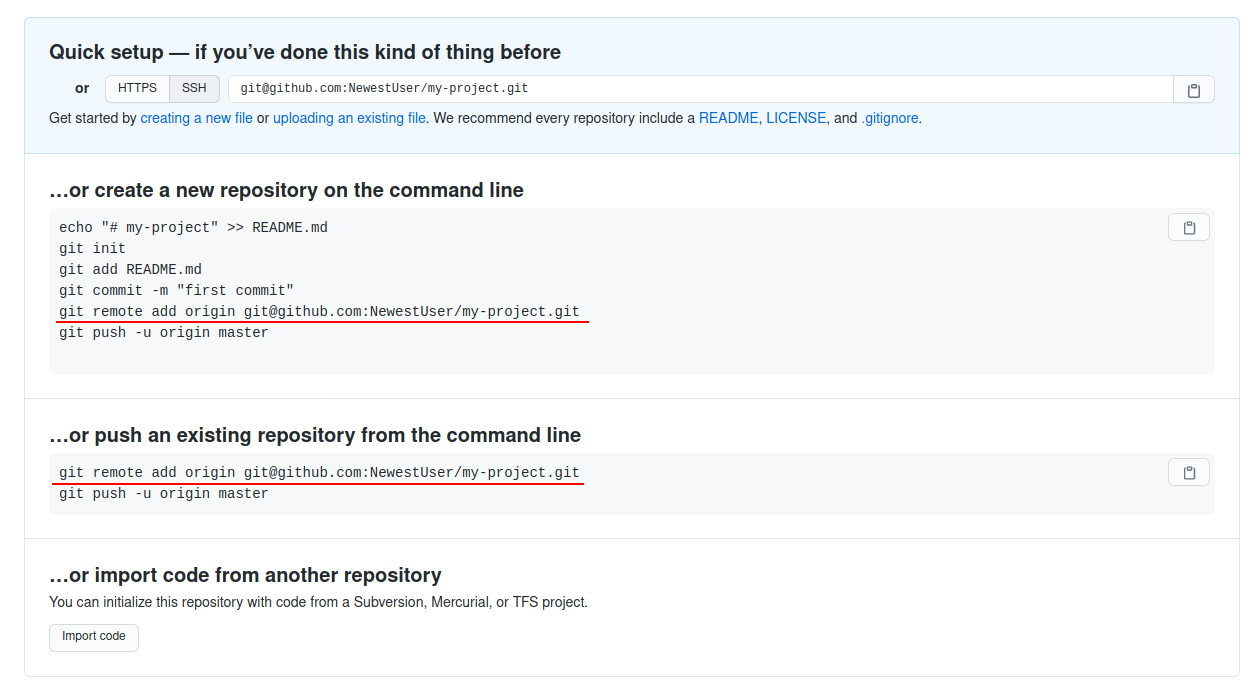 Quick setup — if you’ve done this kind of thing before
or HTTPS SSH git@github.com:NewestUser/my-project.git
Get started by creating a new file or uploading an existing file. We recommend every repository include a README, LICENSE, and .gitignore.
…or create a new repository on the command line
echo "# my-project" >> README.md
git init
git add README.md
git commit -m "first commit"
git remote add origin git@github.com:NewestUser/my-project.git
git push -u origin master
…or push an existing repository from the command line
git remote add origin git@github.com:NewestUser/my-project.git
git push -u origin master
…or import code from another repository
You can initialize this repository with code from a Subversion, Mercurial, or TFS project.
Import code